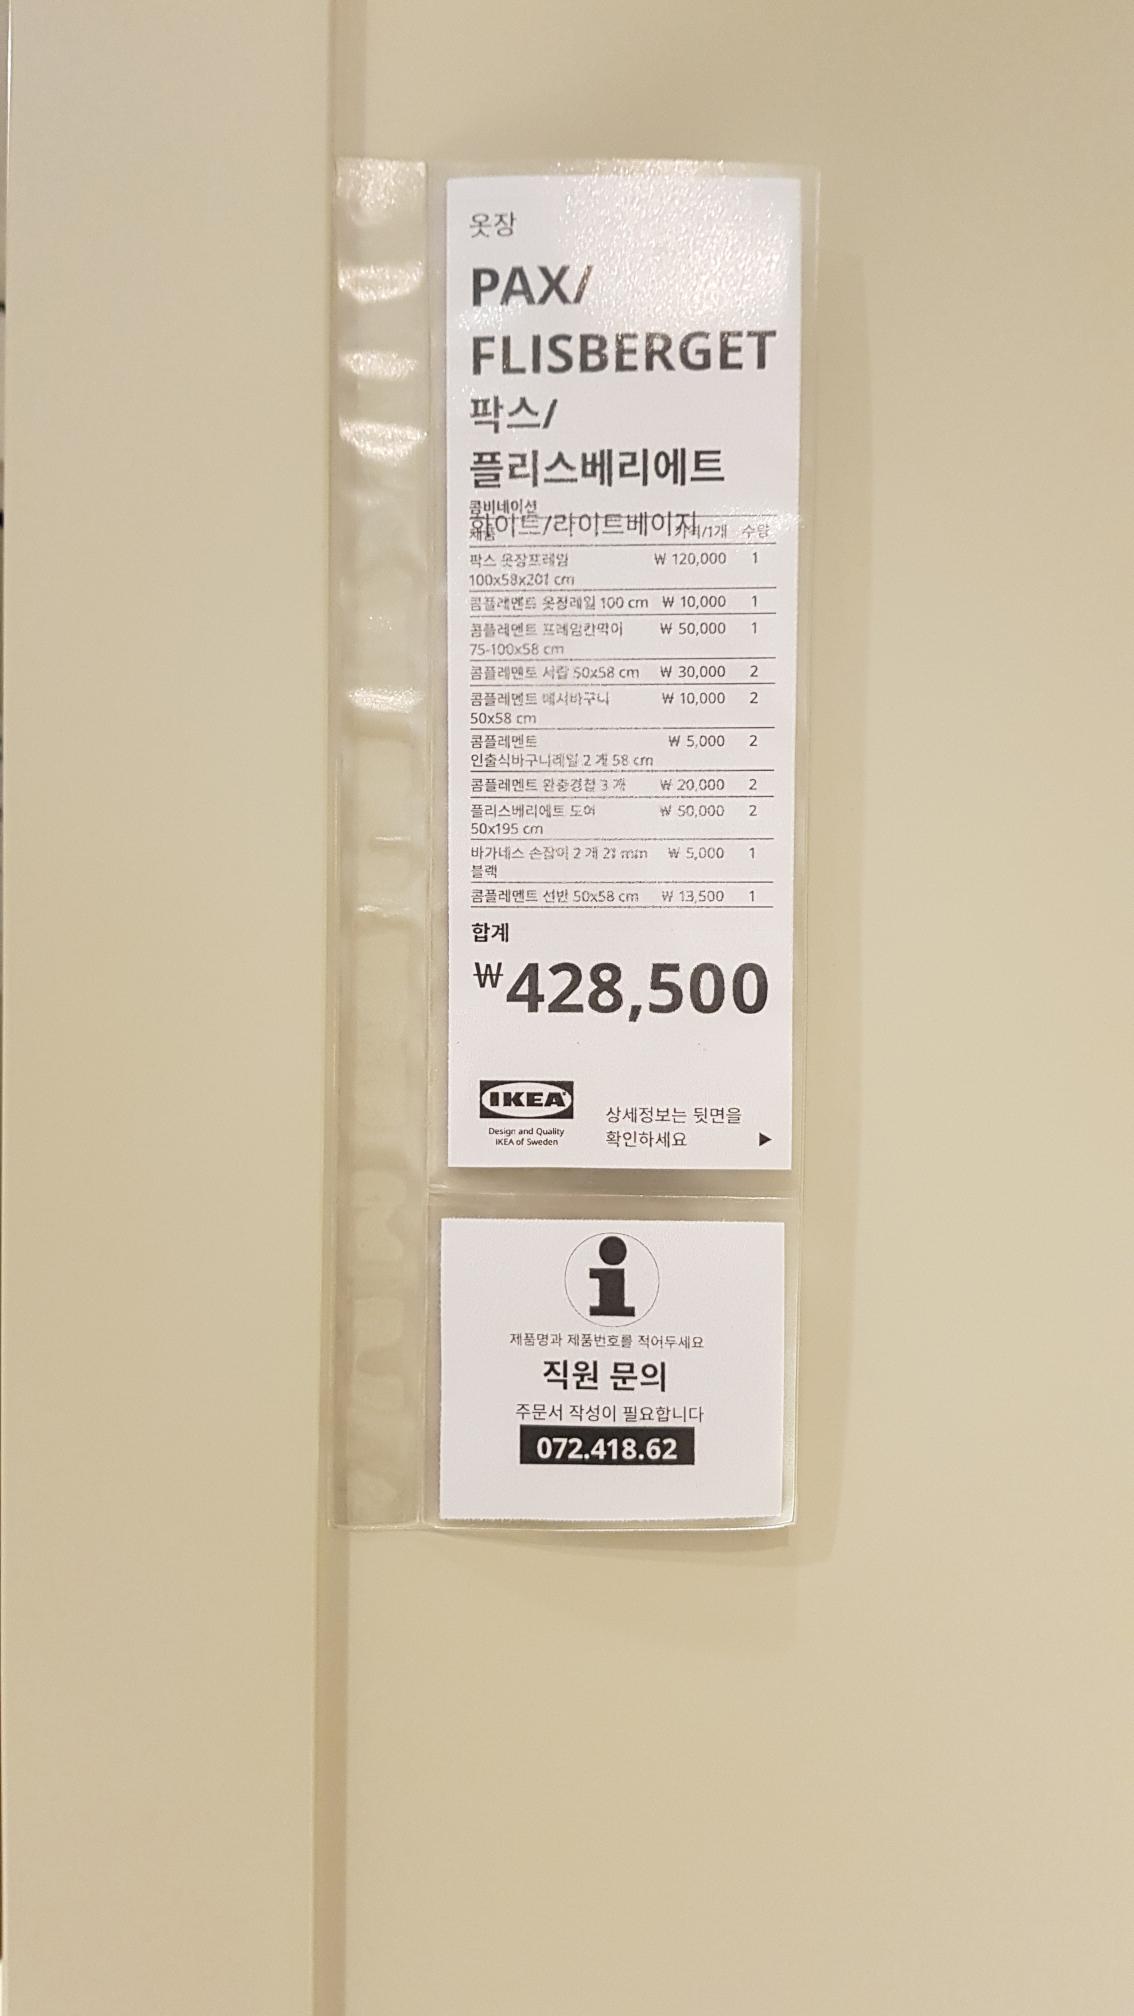 옷장
PAX/
FLISBERGET
팍스/
플리스베리에트
콤비네이션
화이트/라이트베이지
제품 가격/1개 수량
팍스 옷장프레임 ₩ 120,000 1
100x58x201 cm
콤플레멘트 옷장레일 100 cm ₩ 10,000 1
콤플레멘트 프레임칸막이 ₩ 50,000 1
75-100x58 cm
콤플레멘트 서랍 50x58 cm ₩ 30,000 2
콤플레멘트 메시바구니 ₩ 10,000 2
50x58 cm
콤플레멘트 ₩ 5,000 2
인출식바구니레일 2 개 58 cm
콤플레멘트 완충경첩 3 개 ₩ 20,000 2
플리스베리에트 도어 ₩ 50,000 2
50x195 cm
바가네스 손잡이 2 개 21 mm ₩ 5,000 1
블랙
콤플레멘트 선반 50x58 cm ₩ 13,500 1
합계
₩428,500
IKEA
Design and Quality
IKEA of Sweden
상세정보는 뒷면을
확인하세요 ▶
i
제품명과 제품번호를 적어두세요
직원 문의
주문서 작성이 필요합니다
072.418.62